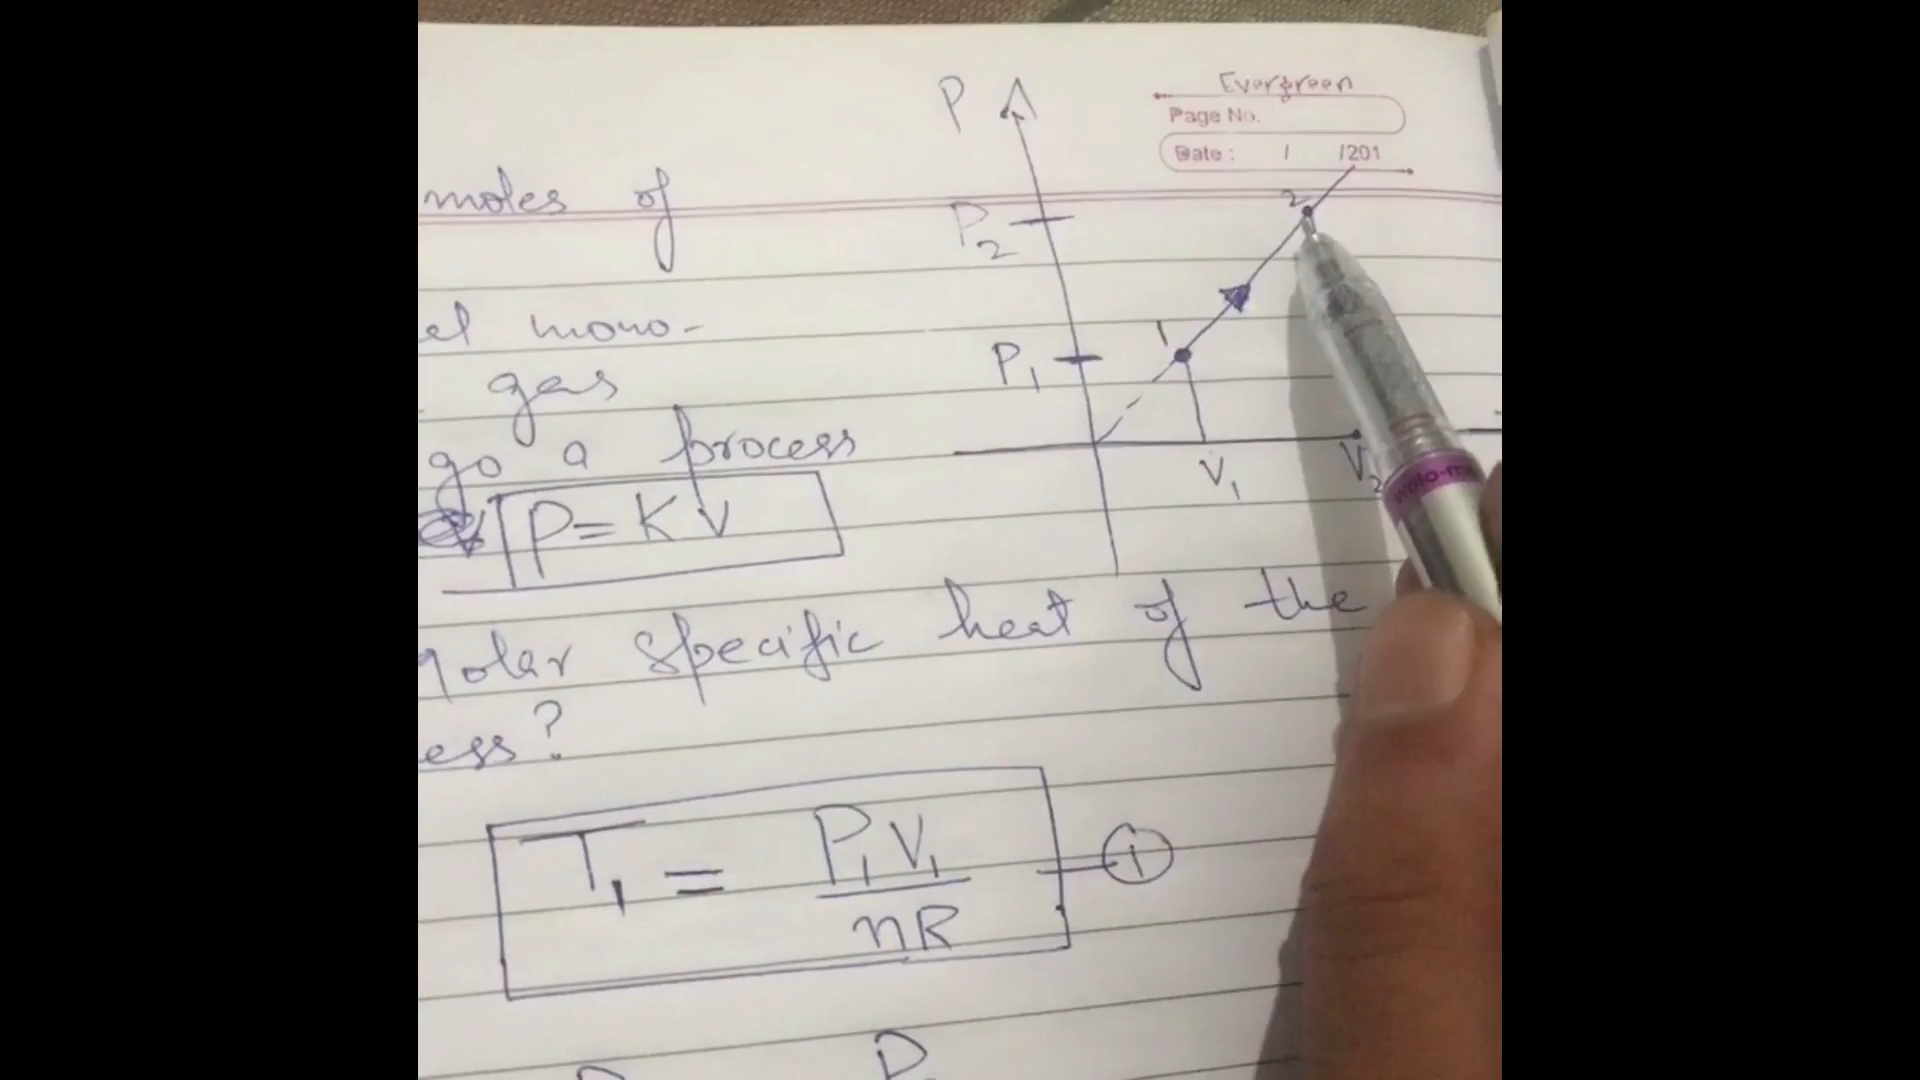 P
Evergreen
Page No.
Date : / /201
moles of
2
P2
el mono-
gas
1
P1
go a process
V1
V2
P = KV
molar specific heat of the
ess?
T1 = P1V1 / nR
1
P